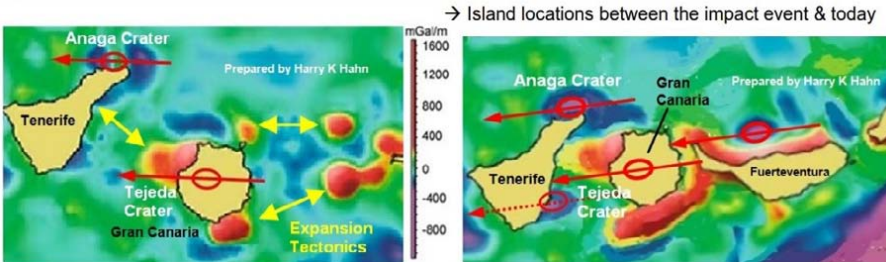 → Island locations between the impact event & today
Anaga Crater
Prepared by Harry K Hahn
Tenerife
Tejeda
Crater
Gran Canaria
Expansion
Tectonics
mGal/m
1600
1200
800
400
0
-400
-800
Anaga Crater
Gran
Canaria
Prepared by Harry K Hahn
Tenerife
Fuerteventura
Tejeda
Crater